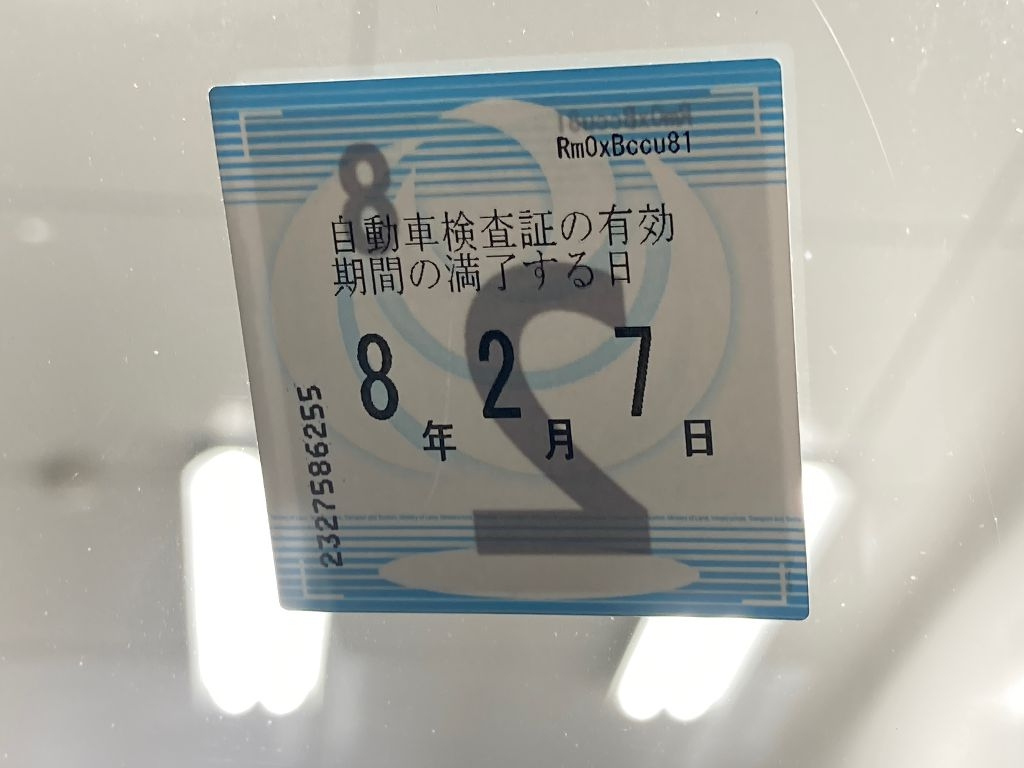 RmOxBccu81
自動車検査証の有効
期間の満了する日
8年2月7日
2327586255